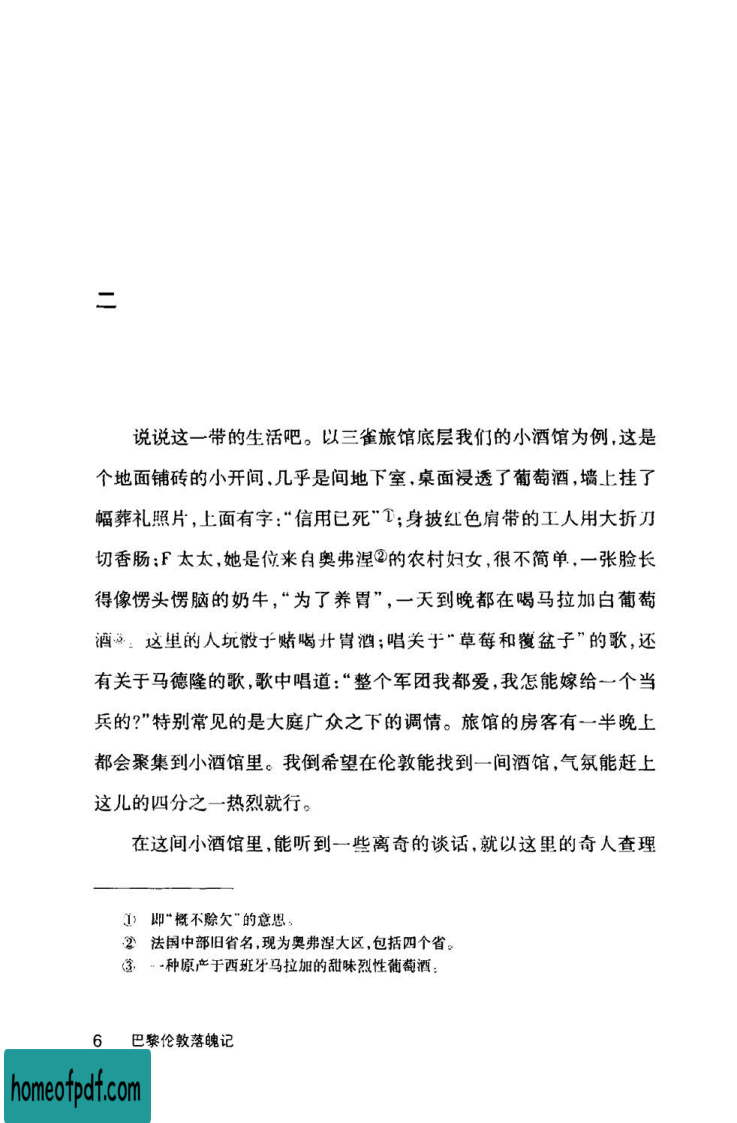 二
说说这一带的生活吧。以三雀旅馆底层我们的小酒馆为例,这是
个地面铺砖的小开间,几乎是间地下室,桌面浸透了葡萄酒,墙上挂了
幅葬礼照片,上面有字:“信用已死”①;身披红色肩带的工人用大折刀
切香肠;F太太,她是位来自奥弗涅②的农村妇女,很不简单,一张脸长
得像愣头愣脑的奶牛,“为了养胃”,一天到晚都在喝马拉加白葡萄
酒③。这里的人玩骰子赌喝开胃酒;唱关于“草莓和覆盆子”的歌,还
有关于马德隆的歌,歌中唱道:“整个军团我都爱,我怎能嫁给一个当
兵的?”特别常见的是大庭广众之下的调情。旅馆的房客有一半晚上
都会聚集到小酒馆里。我倒希望在伦敦能找到一间酒馆,气氛能赶上
这儿的四分之一热烈就行。
在这间小酒馆里,能听到一些离奇的谈话,就以这里的奇人查理
① 即“概不赊欠”的意思。
② 法国中部旧省名,现为奥弗涅大区,包括四个省。
③ 一种原产于西班牙马拉加的甜味烈性葡萄酒。
6 巴黎伦敦落魄记
homeofpdf.com